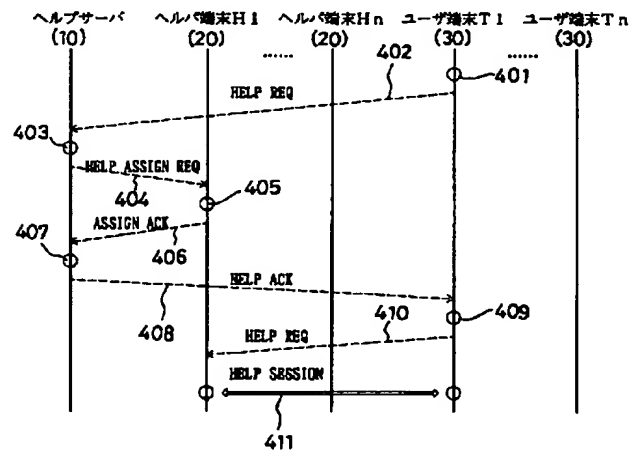 ヘルプサーバ ヘルパ端末H1 ヘルパ端末Hn ユーザ端末T1 ユーザ端末Tn
(10) (20) …… (20) (30) …… (30)
402
401
HELP REQ
403
HELP ASSIGN REQ
404
405
ASSIGN ACK
407
406
HELP ACK
408
410
409
HELP REQ
HELP SESSION
411